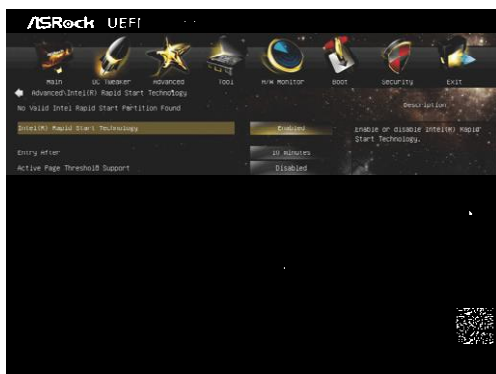 ASRock UEFI
Main OC Tweaker Advanced Tool H/W Monitor Boot Security Exit
Advanced\Intel(R) Rapid Start Technology
No Valid Intel Rapid Start Partition Found
Description
Intel(R) Rapid Start Technology Enabled
Enable or disable Intel(R) Rapid
Start Technology.
Entry After 10 minutes
Active Page Threshold Support Disabled